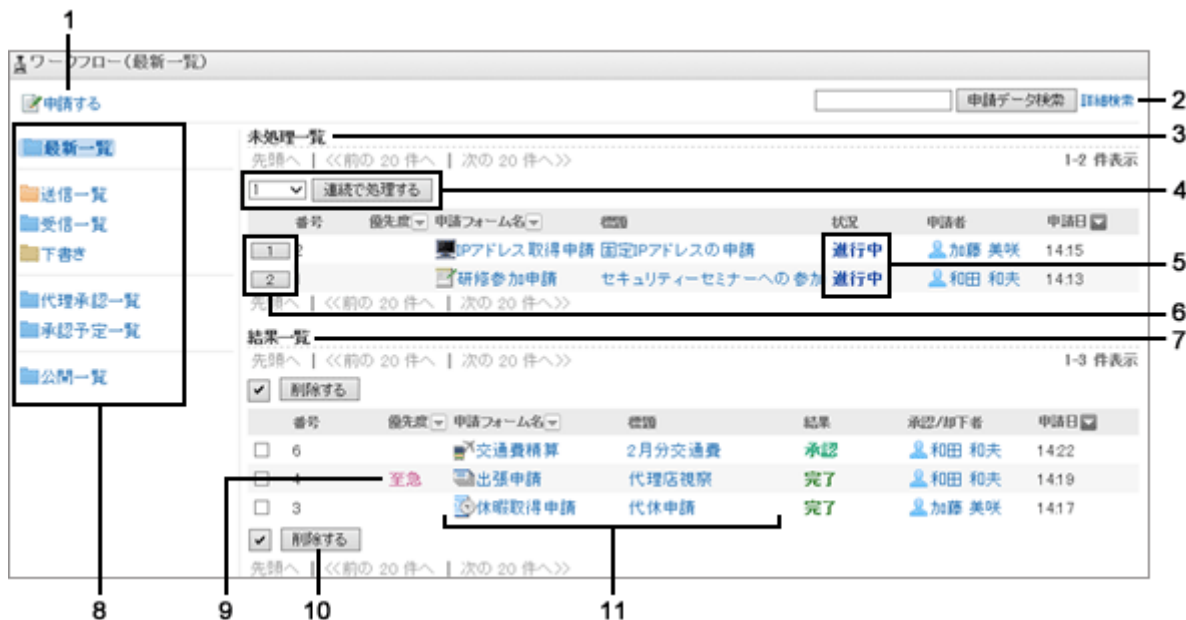 1
ワークフロー(最新一覧)
申請する
申請データ検索 詳細検索
2
最新一覧
送信一覧
受信一覧
下書き
代理承認一覧
承認予定一覧
公開一覧
未処理一覧
3
先頭へ | <<前の 20 件へ | 次の 20 件へ>>
1-2 件表示
1 連続で処理する
4
番号 優先度 申請フォーム名 標題 状況 申請者 申請日
1 2 IPアドレス取得申請 固定IPアドレスの申請 進行中 加藤 美咲 14:15
5
2 研修参加申請 セキュリティーセミナーへの参加 進行中 和田 和夫 14:13
先頭へ | <<前の 20 件へ | 次の 20 件へ>>
6
結果一覧
7
先頭へ | <<前の 20 件へ | 次の 20 件へ>>
1-3 件表示
削除する
番号 優先度 申請フォーム名 標題 結果 承認/却下者 申請日
6 交通費精算 2月分交通費 承認 和田 和夫 14:22
4 至急 出張申請 代理店視察 完了 和田 和夫 14:19
3 休暇取得申請 代休申請 完了 加藤 美咲 14:17
削除する
先頭へ | <<前の 20 件へ | 次の 20 件へ>>
8 9 10 11